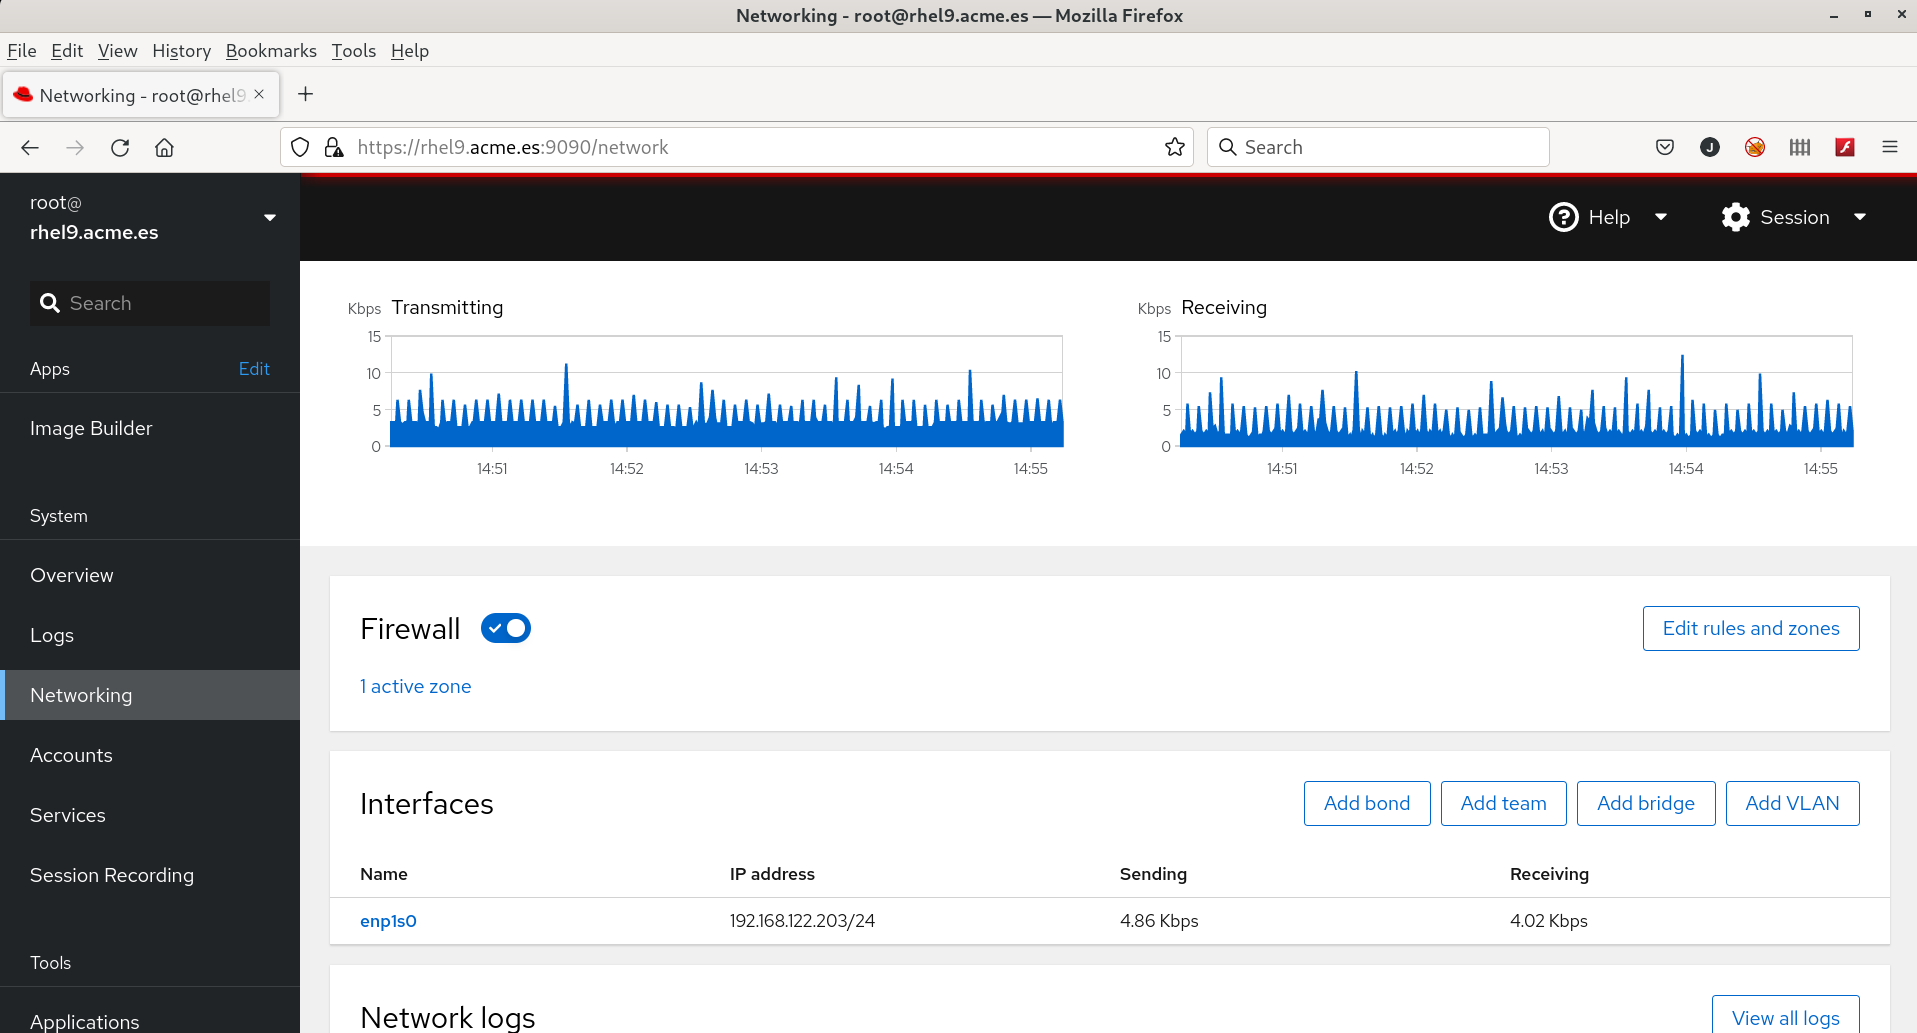 Networking - root@rhel9.acme.es — Mozilla Firefox
File Edit View History Bookmarks Tools Help
Networking - root@rhel9
https://rhel9.acme.es:9090/network
Search
J
root@
rhel9.acme.es
Help
Session
Search
Apps
Edit
Image Builder
System
Overview
Logs
Networking
Accounts
Services
Session Recording
Tools
Applications
Kbps Transmitting
15
10
5
0
14:51 14:52 14:53 14:54 14:55
Kbps Receiving
15
10
5
0
14:51 14:52 14:53 14:54 14:55
Firewall
Edit rules and zones
1 active zone
Interfaces
Add bond Add team Add bridge Add VLAN
Name IP address Sending Receiving
enp1s0 192.168.122.203/24 4.86 Kbps 4.02 Kbps
Network logs
View all logs